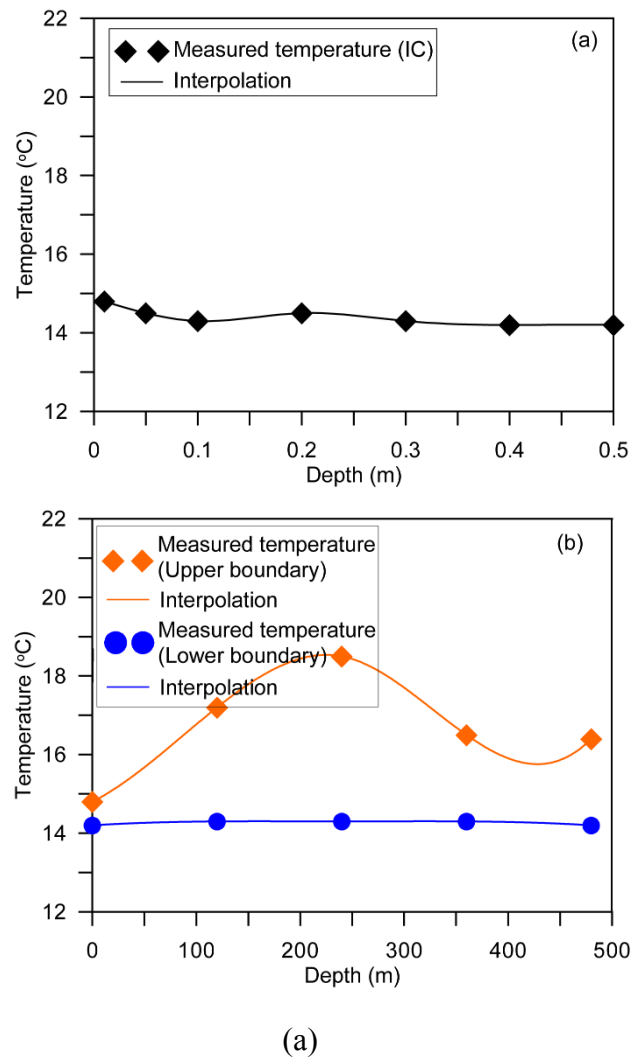 22
20
18
16
14
12
Temperature (ºC)
Measured temperature (IC)
Interpolation
(a)
0
0.1
0.2
0.3
0.4
0.5
Depth (m)
22
20
18
16
14
12
Temperature (ºC)
Measured temperature
(Upper boundary)
Interpolation
Measured temperature
(Lower boundary)
Interpolation
(b)
0
100
200
300
400
500
Depth (m)
(a)